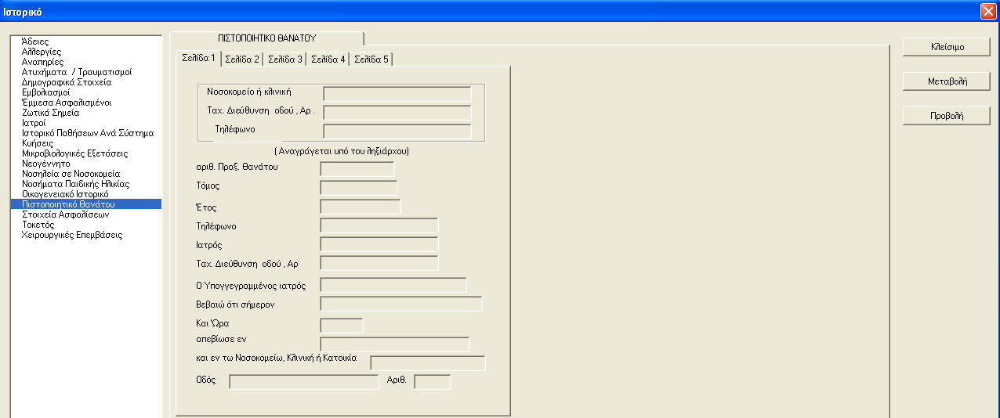 Ιστορικό
Άδειες
Αλλεργίες
Αναπηρίες
Ατυχήματα / Τραυματισμοί
Δημογραφικά Στοιχεία
Εμβολιασμοί
Έμμεσα Ασφαλισμένοι
Ζωτικά Σημεία
Ιατροί
Ιστορικό Παθήσεων Ανά Σύστημα
Κυήσεις
Μικροβιολογικές Εξετάσεις
Νεογέννητο
Νοσηλεία σε Νοσοκομεία
Νοσήματα Παιδικής Ηλικίας
Οικογενειακό Ιστορικό
Πιστοποιητικό Θανάτου
Στοιχεία Ασφαλίσεων
Τοκετός
Χειρουργικές Επεμβάσεις
ΠΙΣΤΟΠΟΙΗΤΙΚΟ ΘΑΝΑΤΟΥ
Σελίδα 1 Σελίδα 2 Σελίδα 3 Σελίδα 4 Σελίδα 5
Νοσοκομείο ή κλινική
Ταχ. Διεύθυνση οδού , Αρ .
Τηλέφωνο
( Αναγράγεται υπό του ληξιάρχου)
αριθ. Πραξ. Θανάτου
Τόμος
Έτος
Τηλέφωνο
Ιατρός
Ταχ. Διεύθυνση οδού , Αρ
Ο Υπογγεγραμμένος ιατρός
Βεβαιώ ότι σήμερον
Και Ώρα
απεβίωσε εν
και εν τω Νοσοκομείω, Κλινική ή Κατοικία
Οδός Αριθ.
Κλείσιμο
Μεταβολή
Προβολή